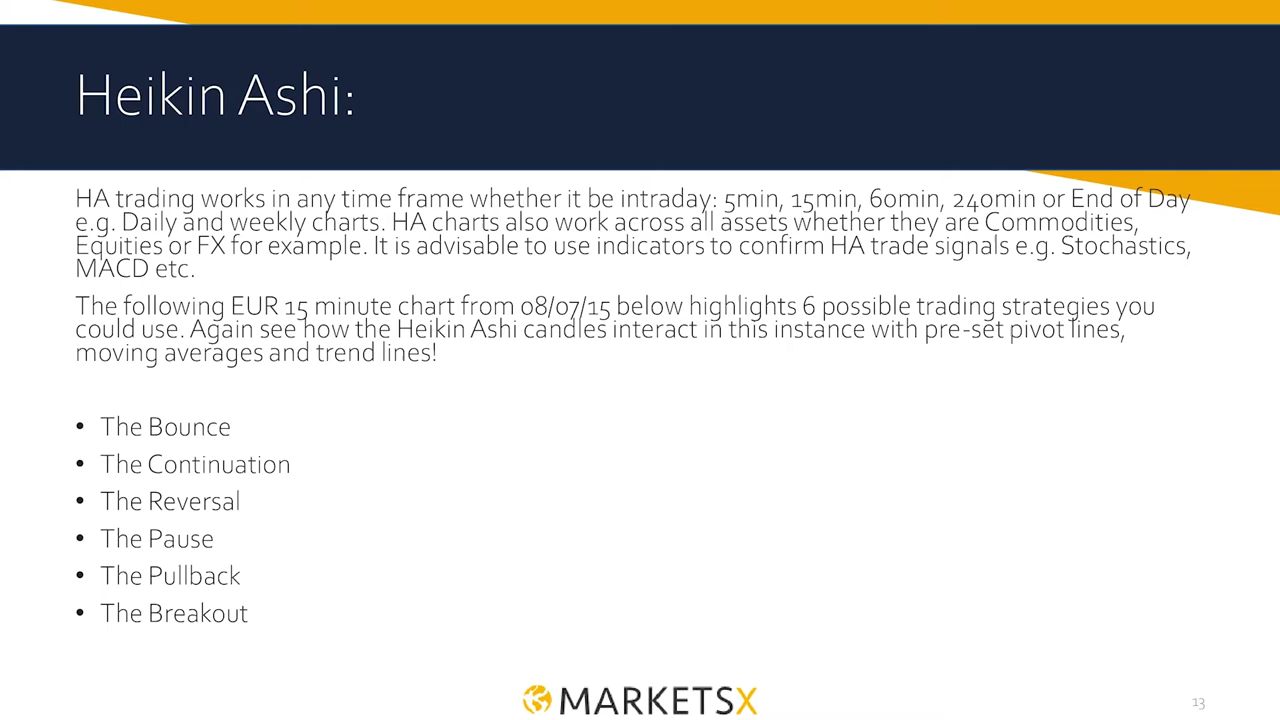 Heikin Ashi:
HA trading works in any time frame whether it be intraday: 5min, 15min, 60min, 240min or End of Day
e.g. Daily and weekly charts. HA charts also work across all assets whether they are Commodities,
Equities or FX for example. It is advisable to use indicators to confirm HA trade signals e.g. Stochastics,
MACD etc.
The following EUR 15 minute chart from 08/07/15 below highlights 6 possible trading strategies you
could use. Again see how the Heikin Ashi candles interact in this instance with pre-set pivot lines,
moving averages and trend lines!
• The Bounce
• The Continuation
• The Reversal
• The Pause
• The Pullback
• The Breakout
MARKETSX
13